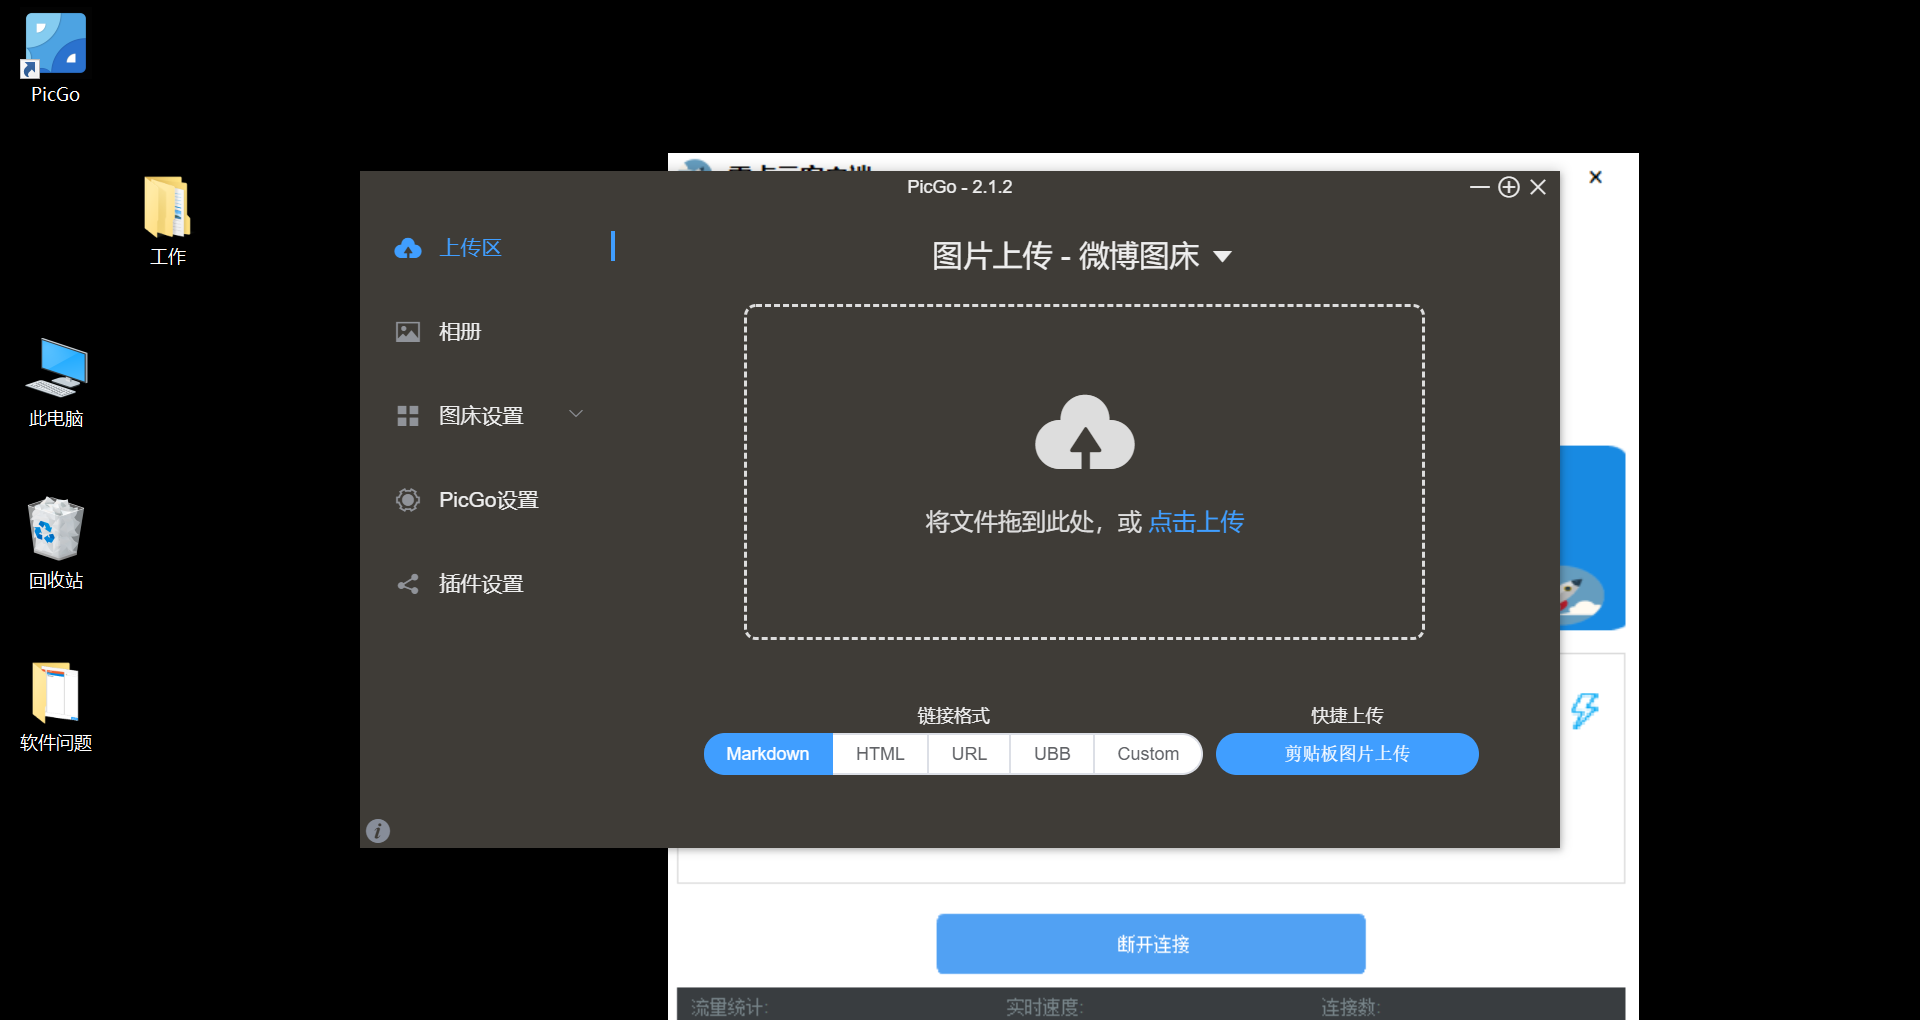 PicGo
工作
此电脑
回收站
软件问题
PicGo - 2.1.2
上传区
相册
图床设置
PicGo设置
插件设置
图片上传 - 微博图床
将文件拖到此处，或 点击上传
链接格式
快捷上传
Markdown
HTML
URL
UBB
Custom
剪贴板图片上传
断开连接
流量统计:
实时速度:
连接数: